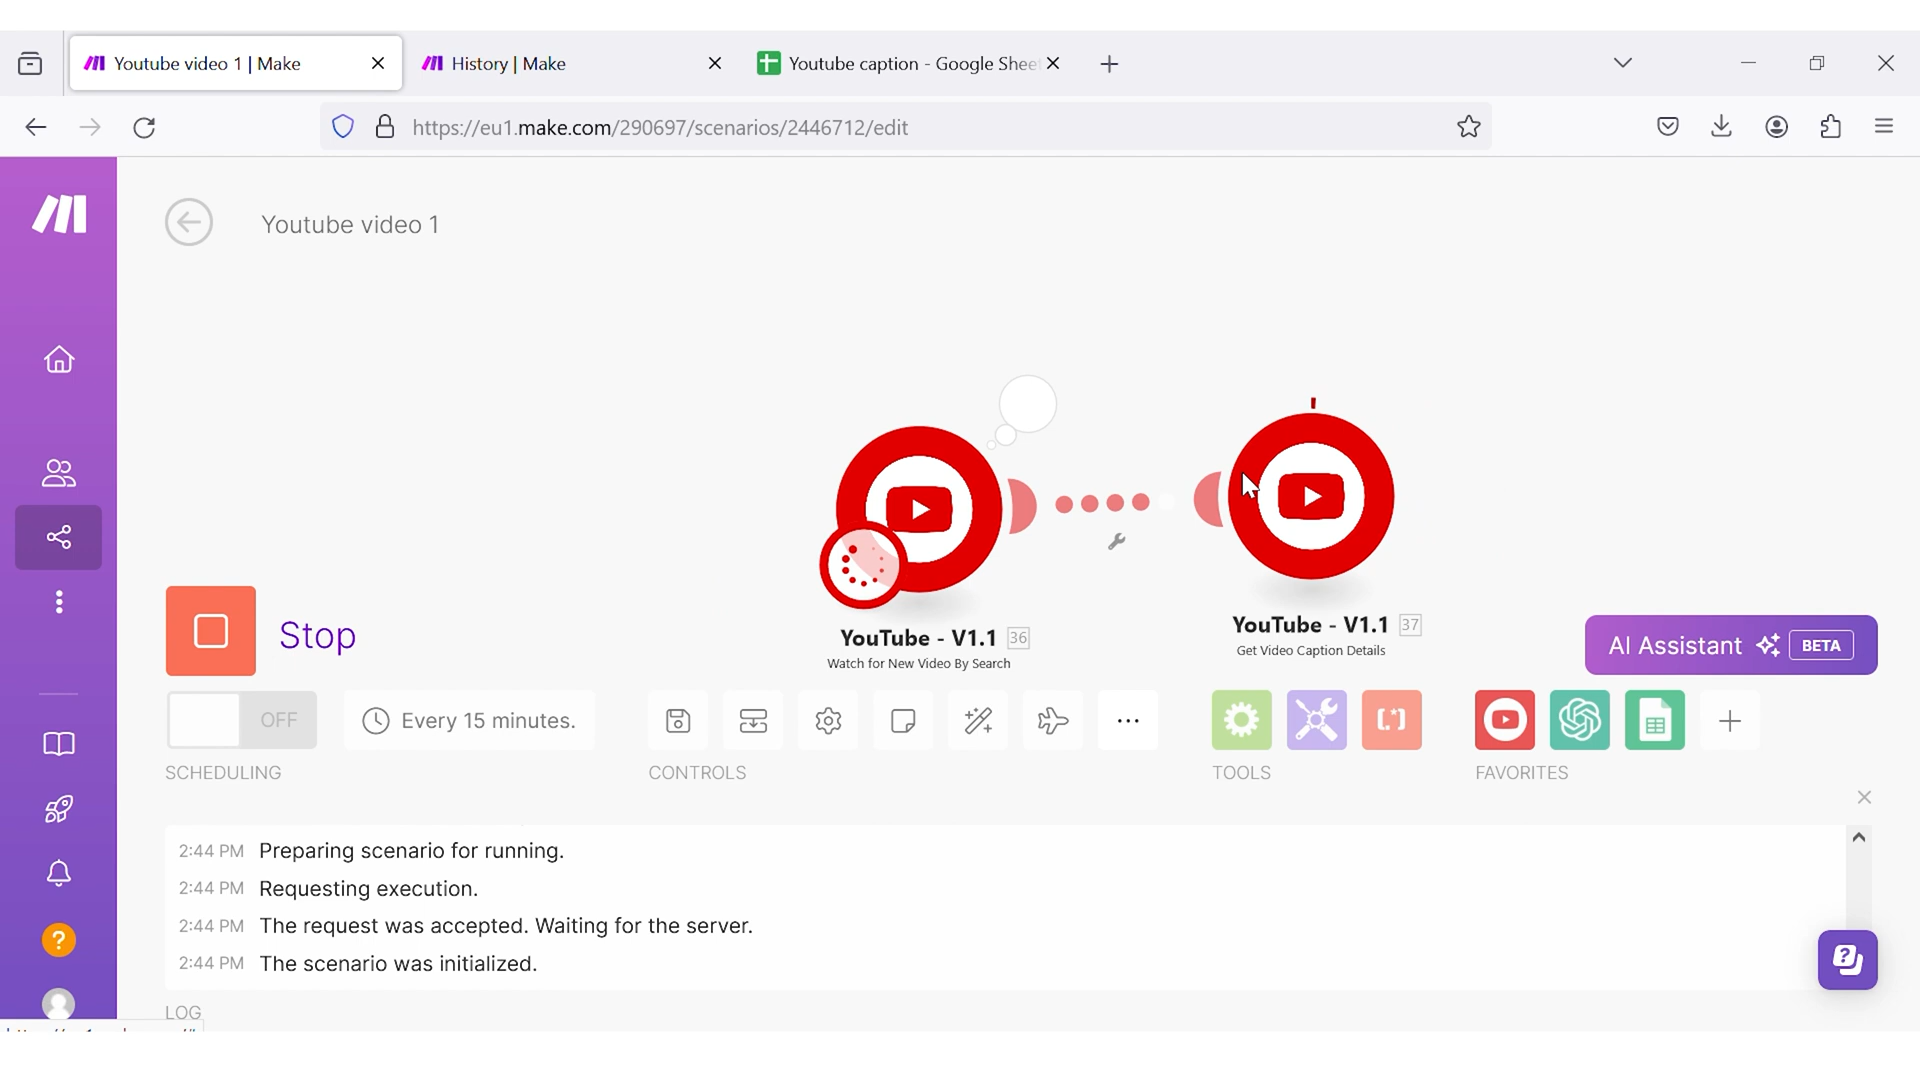 Youtube video 1 | Make
History | Make
Youtube caption - Google Shee
https://eu1.make.com/290697/scenarios/2446712/edit
Youtube video 1
Stop
YouTube - V1.1 36
Watch for New Video By Search
YouTube - V1.1 37
Get Video Caption Details
AI Assistant BETA
OFF
Every 15 minutes.
SCHEDULING
CONTROLS
TOOLS
FAVORITES
2:44 PM Preparing scenario for running.
2:44 PM Requesting execution.
2:44 PM The request was accepted. Waiting for the server.
2:44 PM The scenario was initialized.
LOG